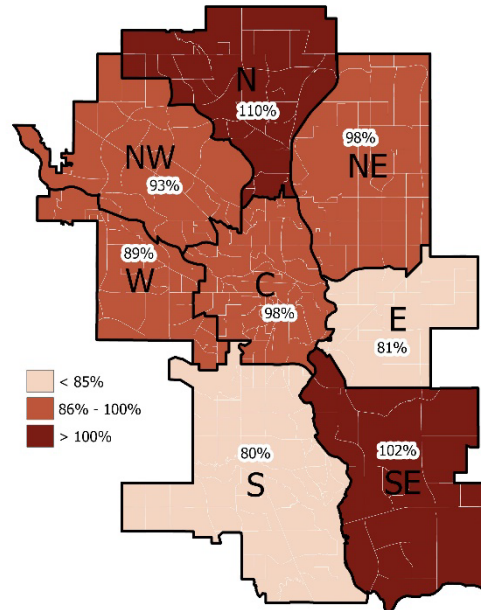 N
110%
98%
NE
NW
93%
89%
W
C
98%
E
81%
< 85%
86% - 100%
> 100%
80%
S
102%
SE